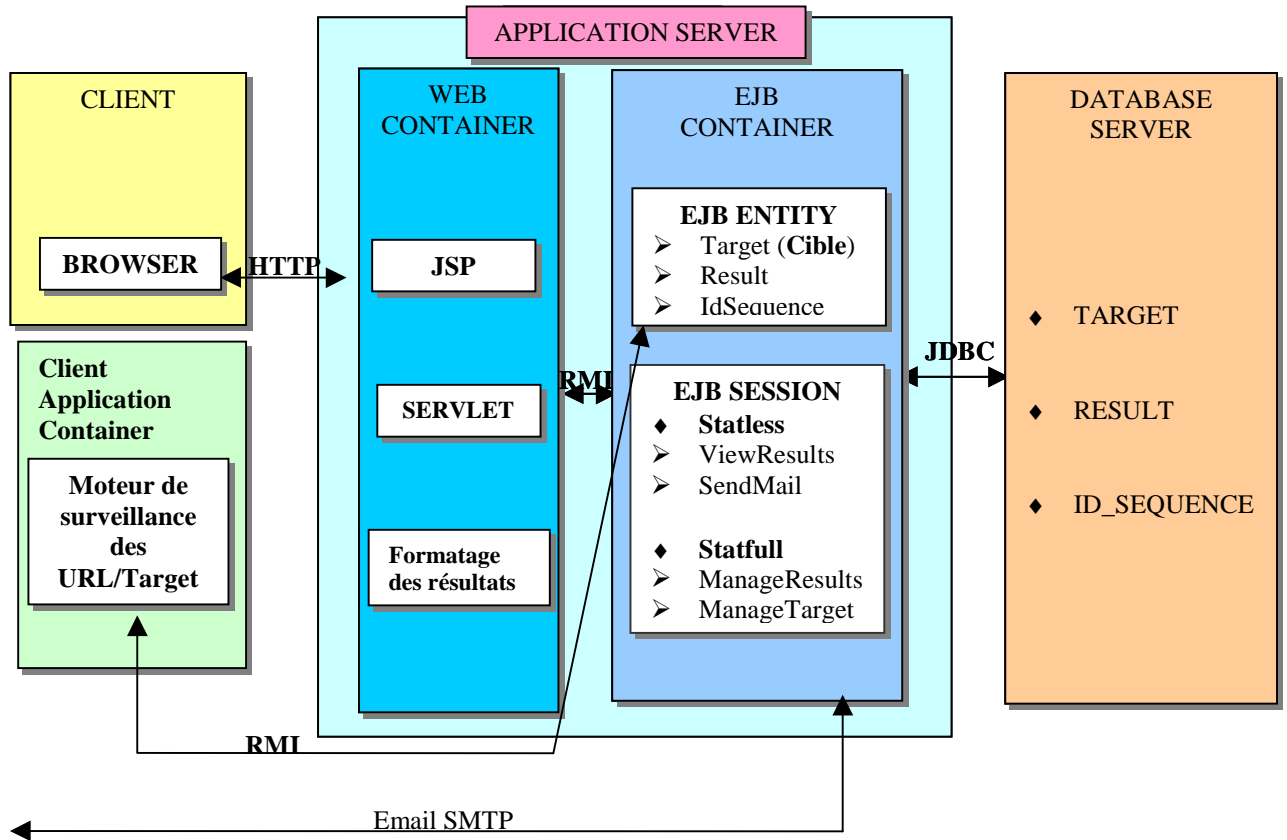 APPLICATION SERVER
CLIENT
BROWSER
HTTP
Client
Application
Container
Moteur de
surveillance
des
URL/Target
WEB
CONTAINER
JSP
SERVLET
Formatage
des résultats
RMI
EJB
CONTAINER
EJB ENTITY
➢ Target (Cible)
➢ Result
➢ IdSequence
EJB SESSION
♦ Statless
➢ ViewResults
➢ SendMail
♦ Statfull
➢ ManageResults
➢ ManageTarget
JDBC
DATABASE
SERVER
♦ TARGET
♦ RESULT
♦ ID_SEQUENCE
RMI
Email SMTP